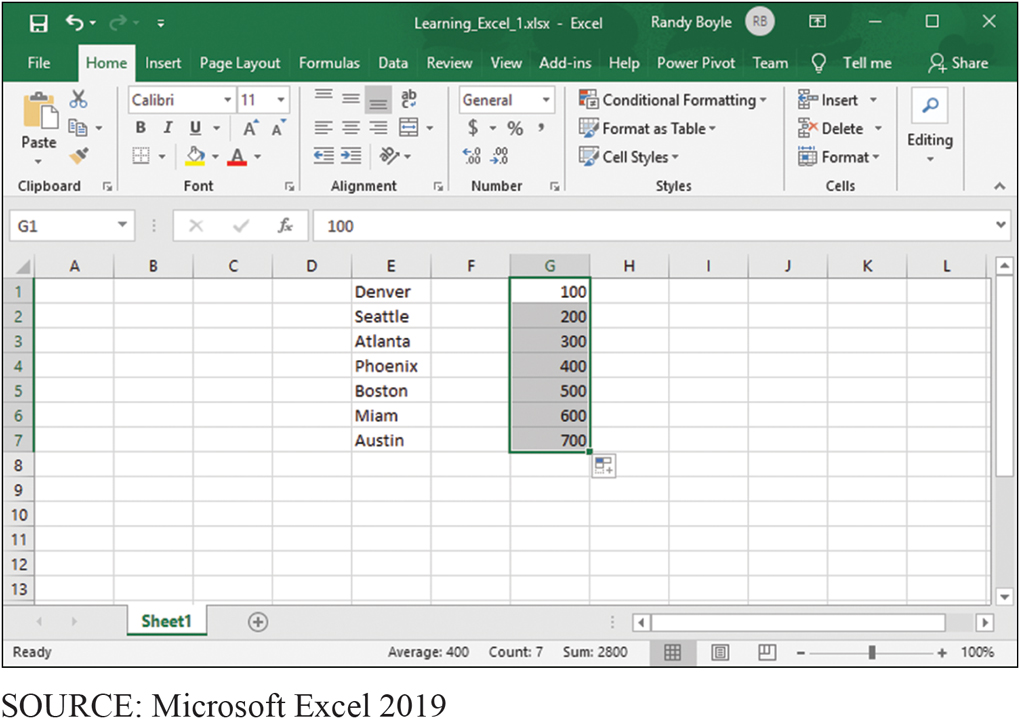 Learning_Excel_1.xlsx - Excel Randy Boyle RB
File Home Insert Page Layout Formulas Data Review View Add-ins Help Power Pivot Team Tell me Share
Calibri 11 ab c General Conditional Formatting Insert
Paste B I U A A $ % , Format as Table Delete Editing
A .00 .00 Cell Styles Format
Clipboard Font Alignment Number Styles Cells
G1 fx 100
A B C D E F G H I J K L
1 Denver 100
2 Seattle 200
3 Atlanta 300
4 Phoenix 400
5 Boston 500
6 Miam 600
7 Austin 700
8
9
10
11
12
13
Sheet1
Ready Average: 400 Count: 7 Sum: 2800 100%
SOURCE: Microsoft Excel 2019